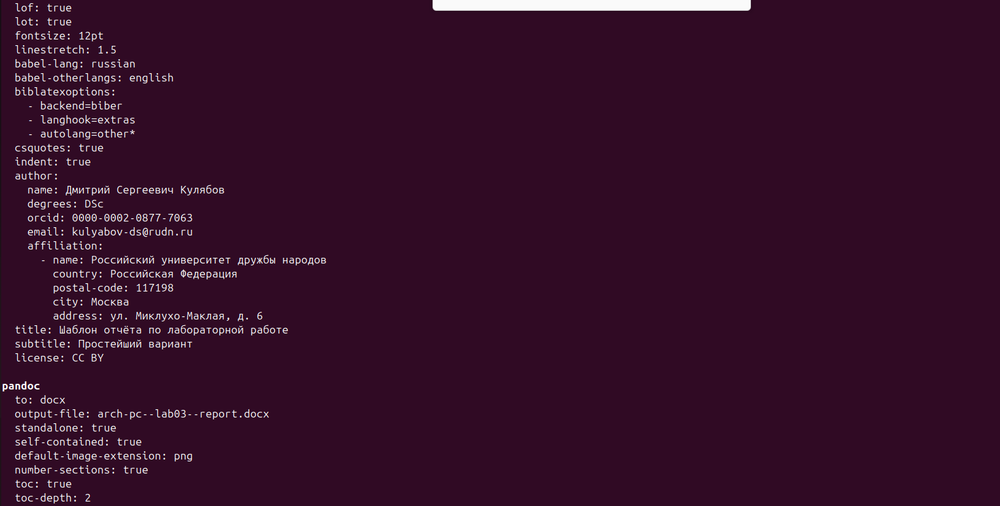 lof: true
lot: true
fontsize: 12pt
linestretch: 1.5
babel-lang: russian
babel-otherlangs: english
biblatexoptions:
- backend=biber
- langhook=extras
- autolang=other*
csquotes: true
indent: true
author:
name: Дмитрий Сергеевич Кулябов
degrees: DSc
orcid: 0000-0002-0877-7063
email: kulyabov-ds@rudn.ru
affiliation:
- name: Российский университет дружбы народов
country: Российская Федерация
postal-code: 117198
city: Москва
address: ул. Миклухо-Маклая, д. 6
title: Шаблон отчёта по лабораторной работе
subtitle: Простейший вариант
license: CC BY
pandoc
to: docx
output-file: arch-pc--lab03--report.docx
standalone: true
self-contained: true
default-image-extension: png
number-sections: true
toc: true
toc-depth: 2